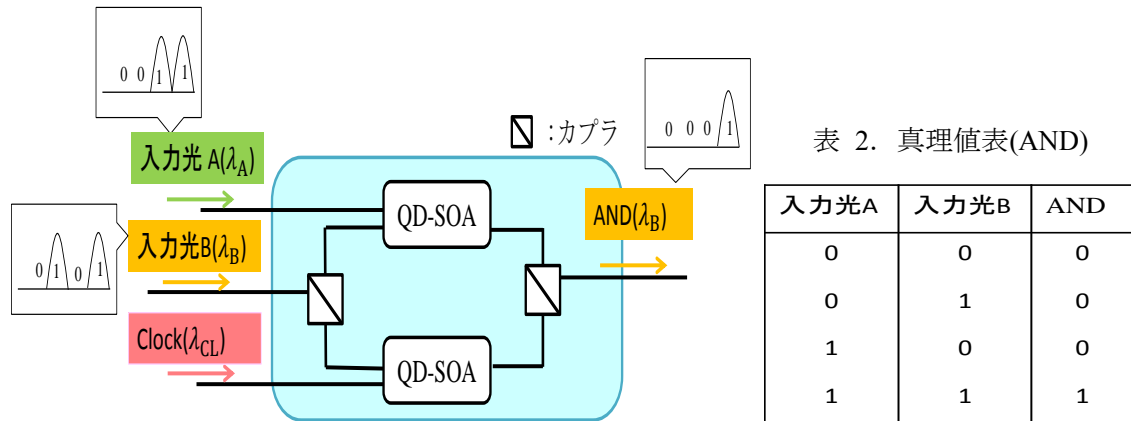 0 0 1 1
入力光 A(λA)
:カプラ
0 0 0 1
表 2. 真理値表(AND)
QD-SOA
AND(λB)
0 1 0 1
入力光B(λB)
Clock(λCL)
QD-SOA
入力光A 入力光B AND
0 0 0
0 1 0
1 0 0
1 1 1